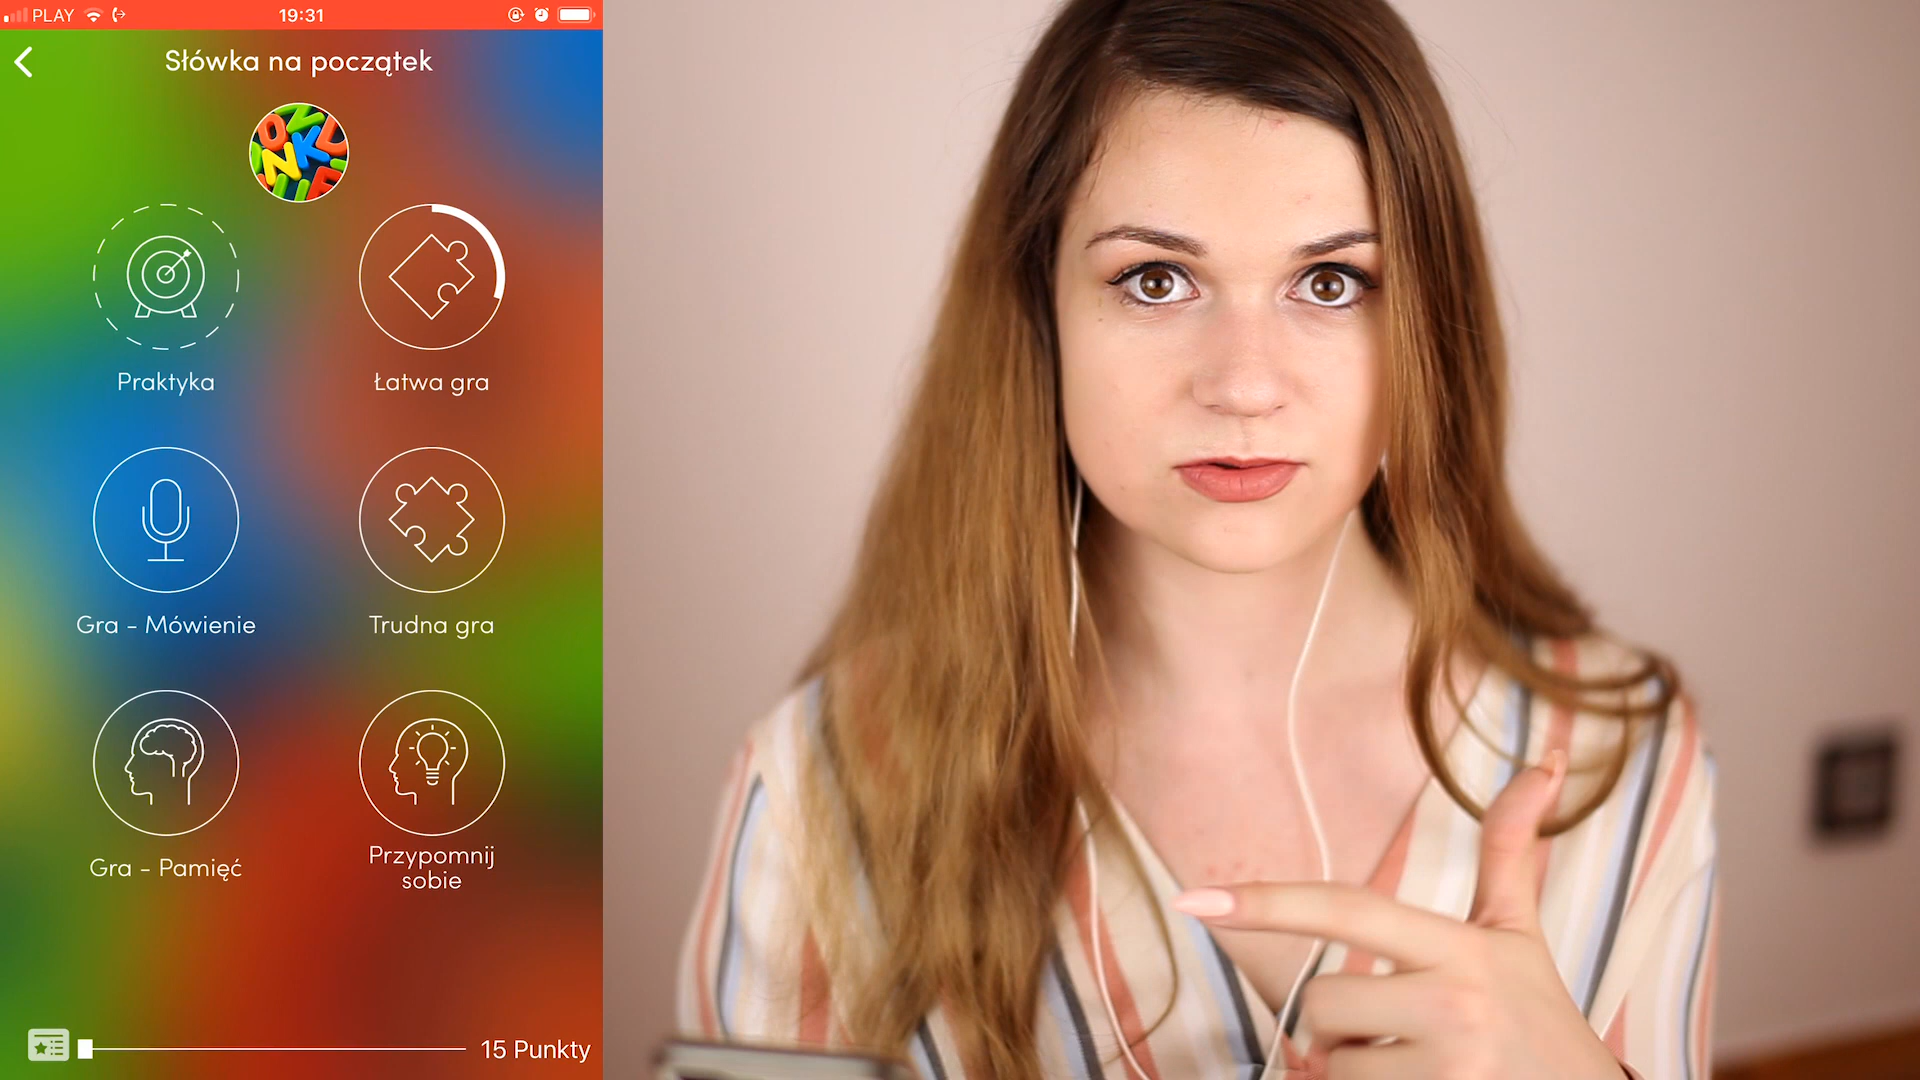 PLAY 19:31
Słówka na początek
Praktyka Łatwa gra
Gra - Mówienie Trudna gra
Gra - Pamięć Przypomnij
sobie
15 Punkty